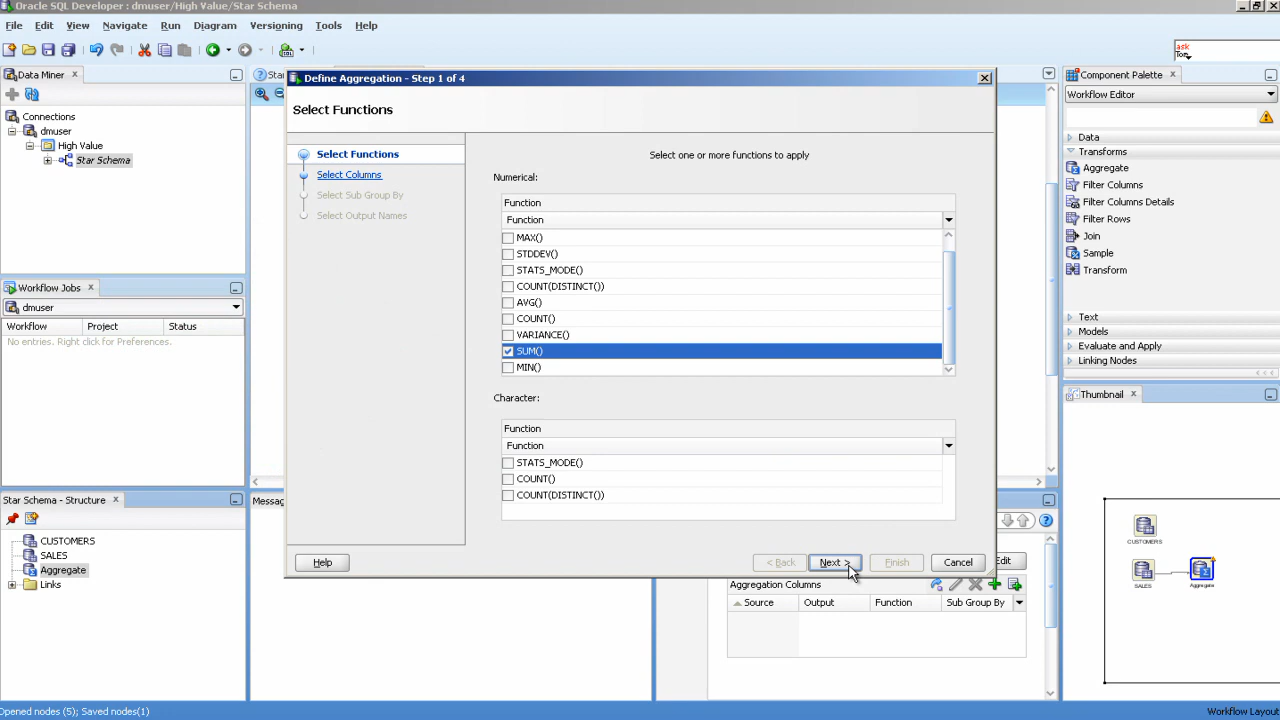 Oracle SQL Developer : dmuser/High Value/Star Schema
File Edit View Navigate Run Diagram Versioning Tools Help
ask
Tom
Data Miner
Connections
dmuser
High Value
Star Schema
Workflow Jobs
dmuser
Workflow Project Status
No entries. Right click for Preferences.
Star Schema - Structure
CUSTOMERS
SALES
Aggregate
Links
Opened nodes (5); Saved nodes(1)
Star
Define Aggregation - Step 1 of 4
Select Functions
Select Functions
Select Columns
Select Sub Group By
Select Output Names
Select one or more functions to apply
Numerical:
Function
Function
MAX()
STDDEV()
STATS_MODE()
COUNT(DISTINCT())
AVG()
COUNT()
VARIANCE()
SUM()
MIN()
Character:
Function
Function
STATS_MODE()
COUNT()
COUNT(DISTINCT())
Help
< Back
Next >
Finish
Cancel
Messag
Edit
Aggregation Columns
Source Output Function Sub Group By
Component Palette
Workflow Editor
Data
Transforms
Aggregate
Filter Columns
Filter Columns Details
Filter Rows
Join
Sample
Transform
Text
Models
Evaluate and Apply
Linking Nodes
Thumbnail
CUSTOMERS
SALES
Aggregate
Workflow Layout